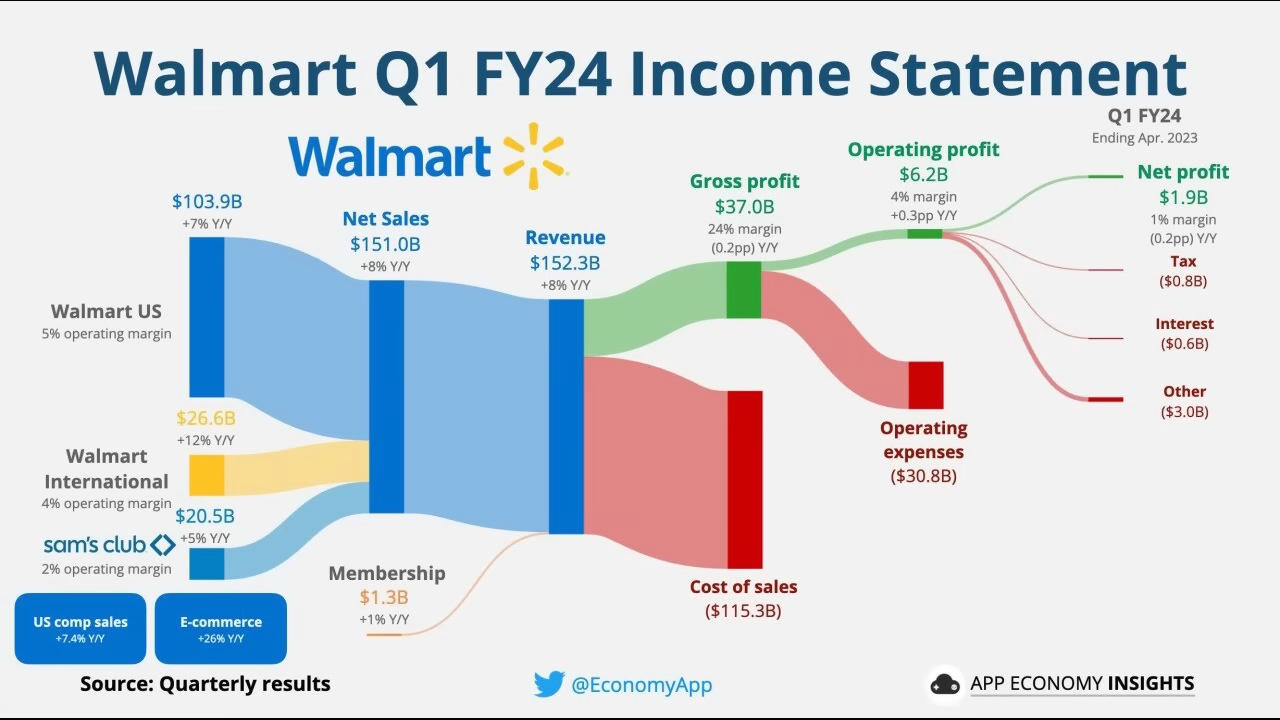 Walmart Q1 FY24 Income Statement
Q1 FY24
Ending Apr. 2023
Walmart
$103.9B
+7% Y/Y
Walmart US
5% operating margin
$26.6B
+12% Y/Y
Walmart
International
4% operating margin
$20.5B
+5% Y/Y
sam's club
2% operating margin
Net Sales
$151.0B
+8% Y/Y
Membership
$1.3B
+1% Y/Y
Revenue
$152.3B
+8% Y/Y
Gross profit
$37.0B
24% margin
(0.2pp) Y/Y
Cost of sales
($115.3B)
Operating profit
$6.2B
4% margin
+0.3pp Y/Y
Operating
expenses
($30.8B)
Net profit
$1.9B
1% margin
(0.2pp) Y/Y
Tax
($0.8B)
Interest
($0.6B)
Other
($3.0B)
US comp sales
+7.4% Y/Y
E-commerce
+26% Y/Y
Source: Quarterly results
@EconomyApp
APP ECONOMY INSIGHTS